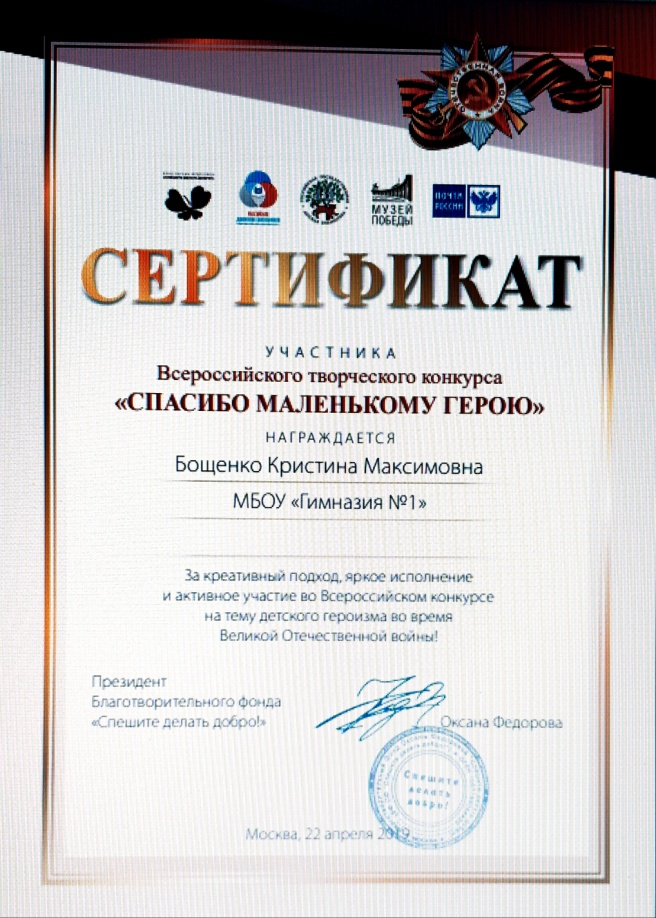 ОТЕЧЕСТВЕННАЯ ВОЙНА
МУЗЕЙ
ПОБЕДЫ
ПОЧТА
РОССИИ
СЕРТИФИКАТ
УЧАСТНИКА
Всероссийского творческого конкурса
«СПАСИБО МАЛЕНЬКОМУ ГЕРОЮ»
НАГРАЖДАЕТСЯ
Бощенко Кристина Максимовна
МБОУ «Гимназия №1»
За креативный подход, яркое исполнение
и активное участие во Всероссийском конкурсе
на тему детского героизма во время
Великой Отечественной войны!
Президент
Благотворительного фонда
«Спешите делать добро!»
Оксана Федорова
Спешите
делать
добро!
Москва, 22 апреля 2019